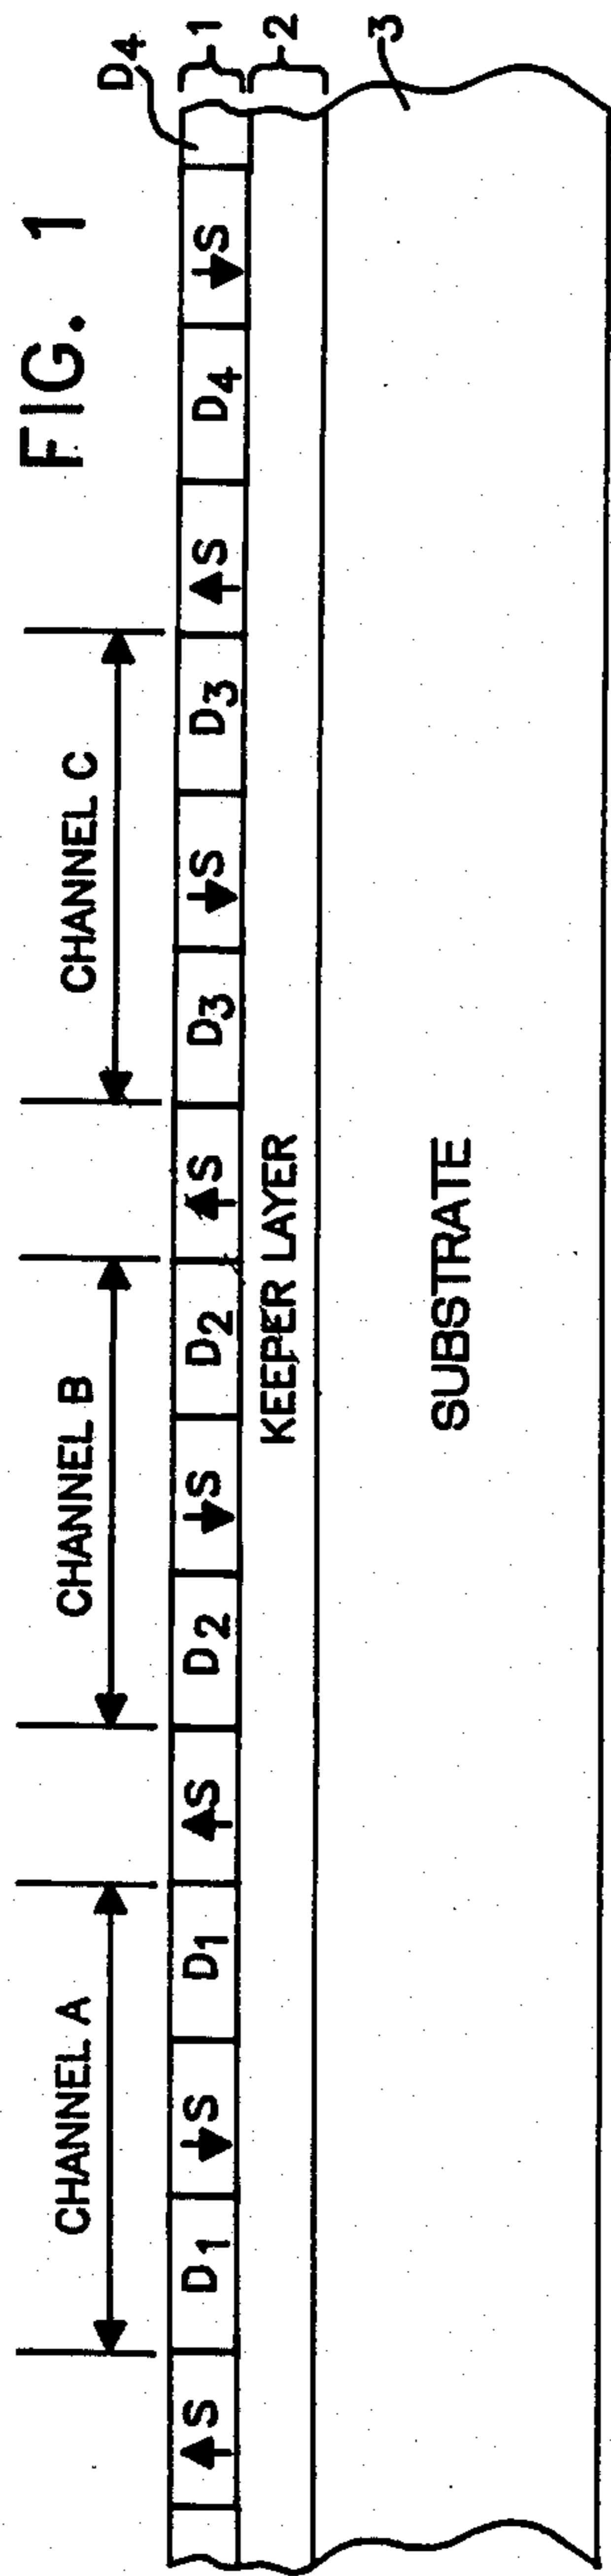 FIG. 1
CHANNEL A
CHANNEL B
CHANNEL C
D4
S D1 S D1 S D2 S D2 S D3 S D3 S D4 S
1
KEEPER LAYER
2
SUBSTRATE
3